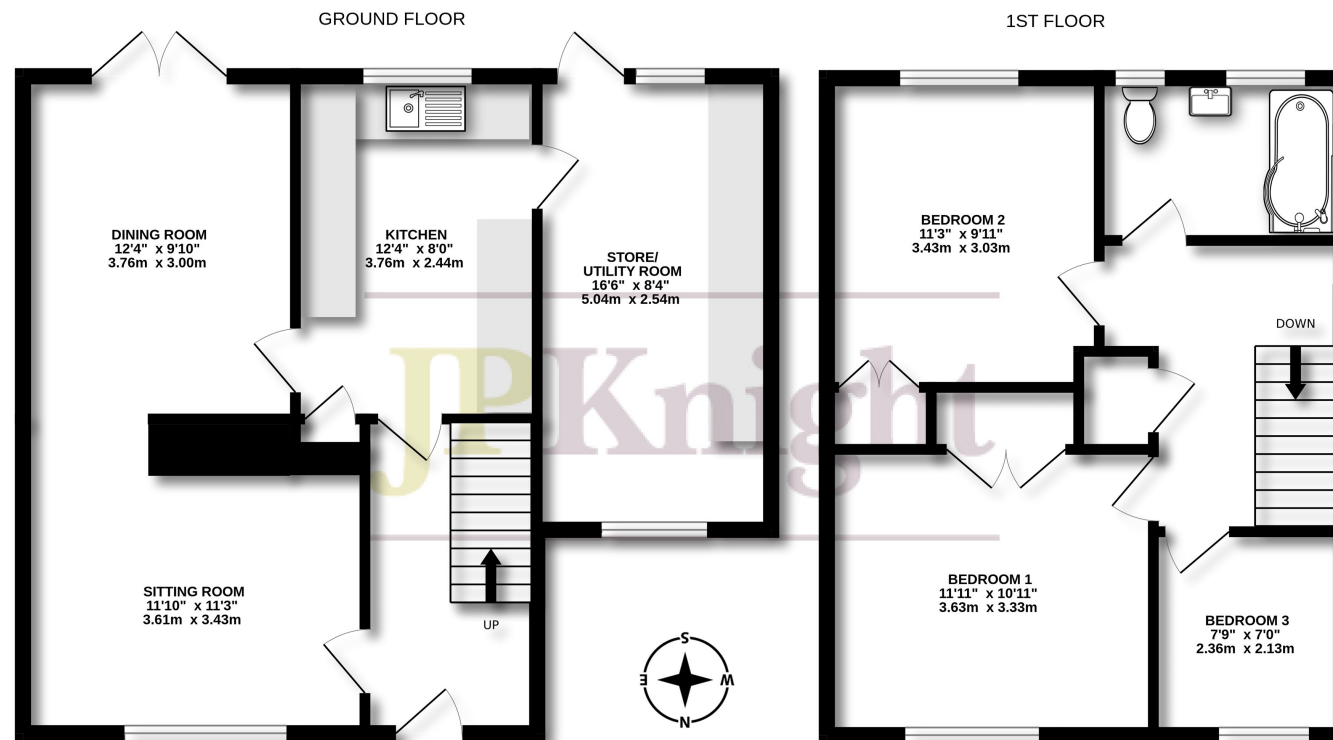 GROUND FLOOR
1ST FLOOR
DINING ROOM
12'4" x 9'10"
3.76m x 3.00m
KITCHEN
12'4" x 8'0"
3.76m x 2.44m
STORE/
UTILITY ROOM
16'6" x 8'4"
5.04m x 2.54m
BEDROOM 2
11'3" x 9'11"
3.43m x 3.03m
DOWN
JPKnight
SITTING ROOM
11'10" x 11'3"
3.61m x 3.43m
UP
BEDROOM 1
11'11" x 10'11"
3.63m x 3.33m
BEDROOM 3
7'9" x 7'0"
2.36m x 2.13m
S
E
W
N